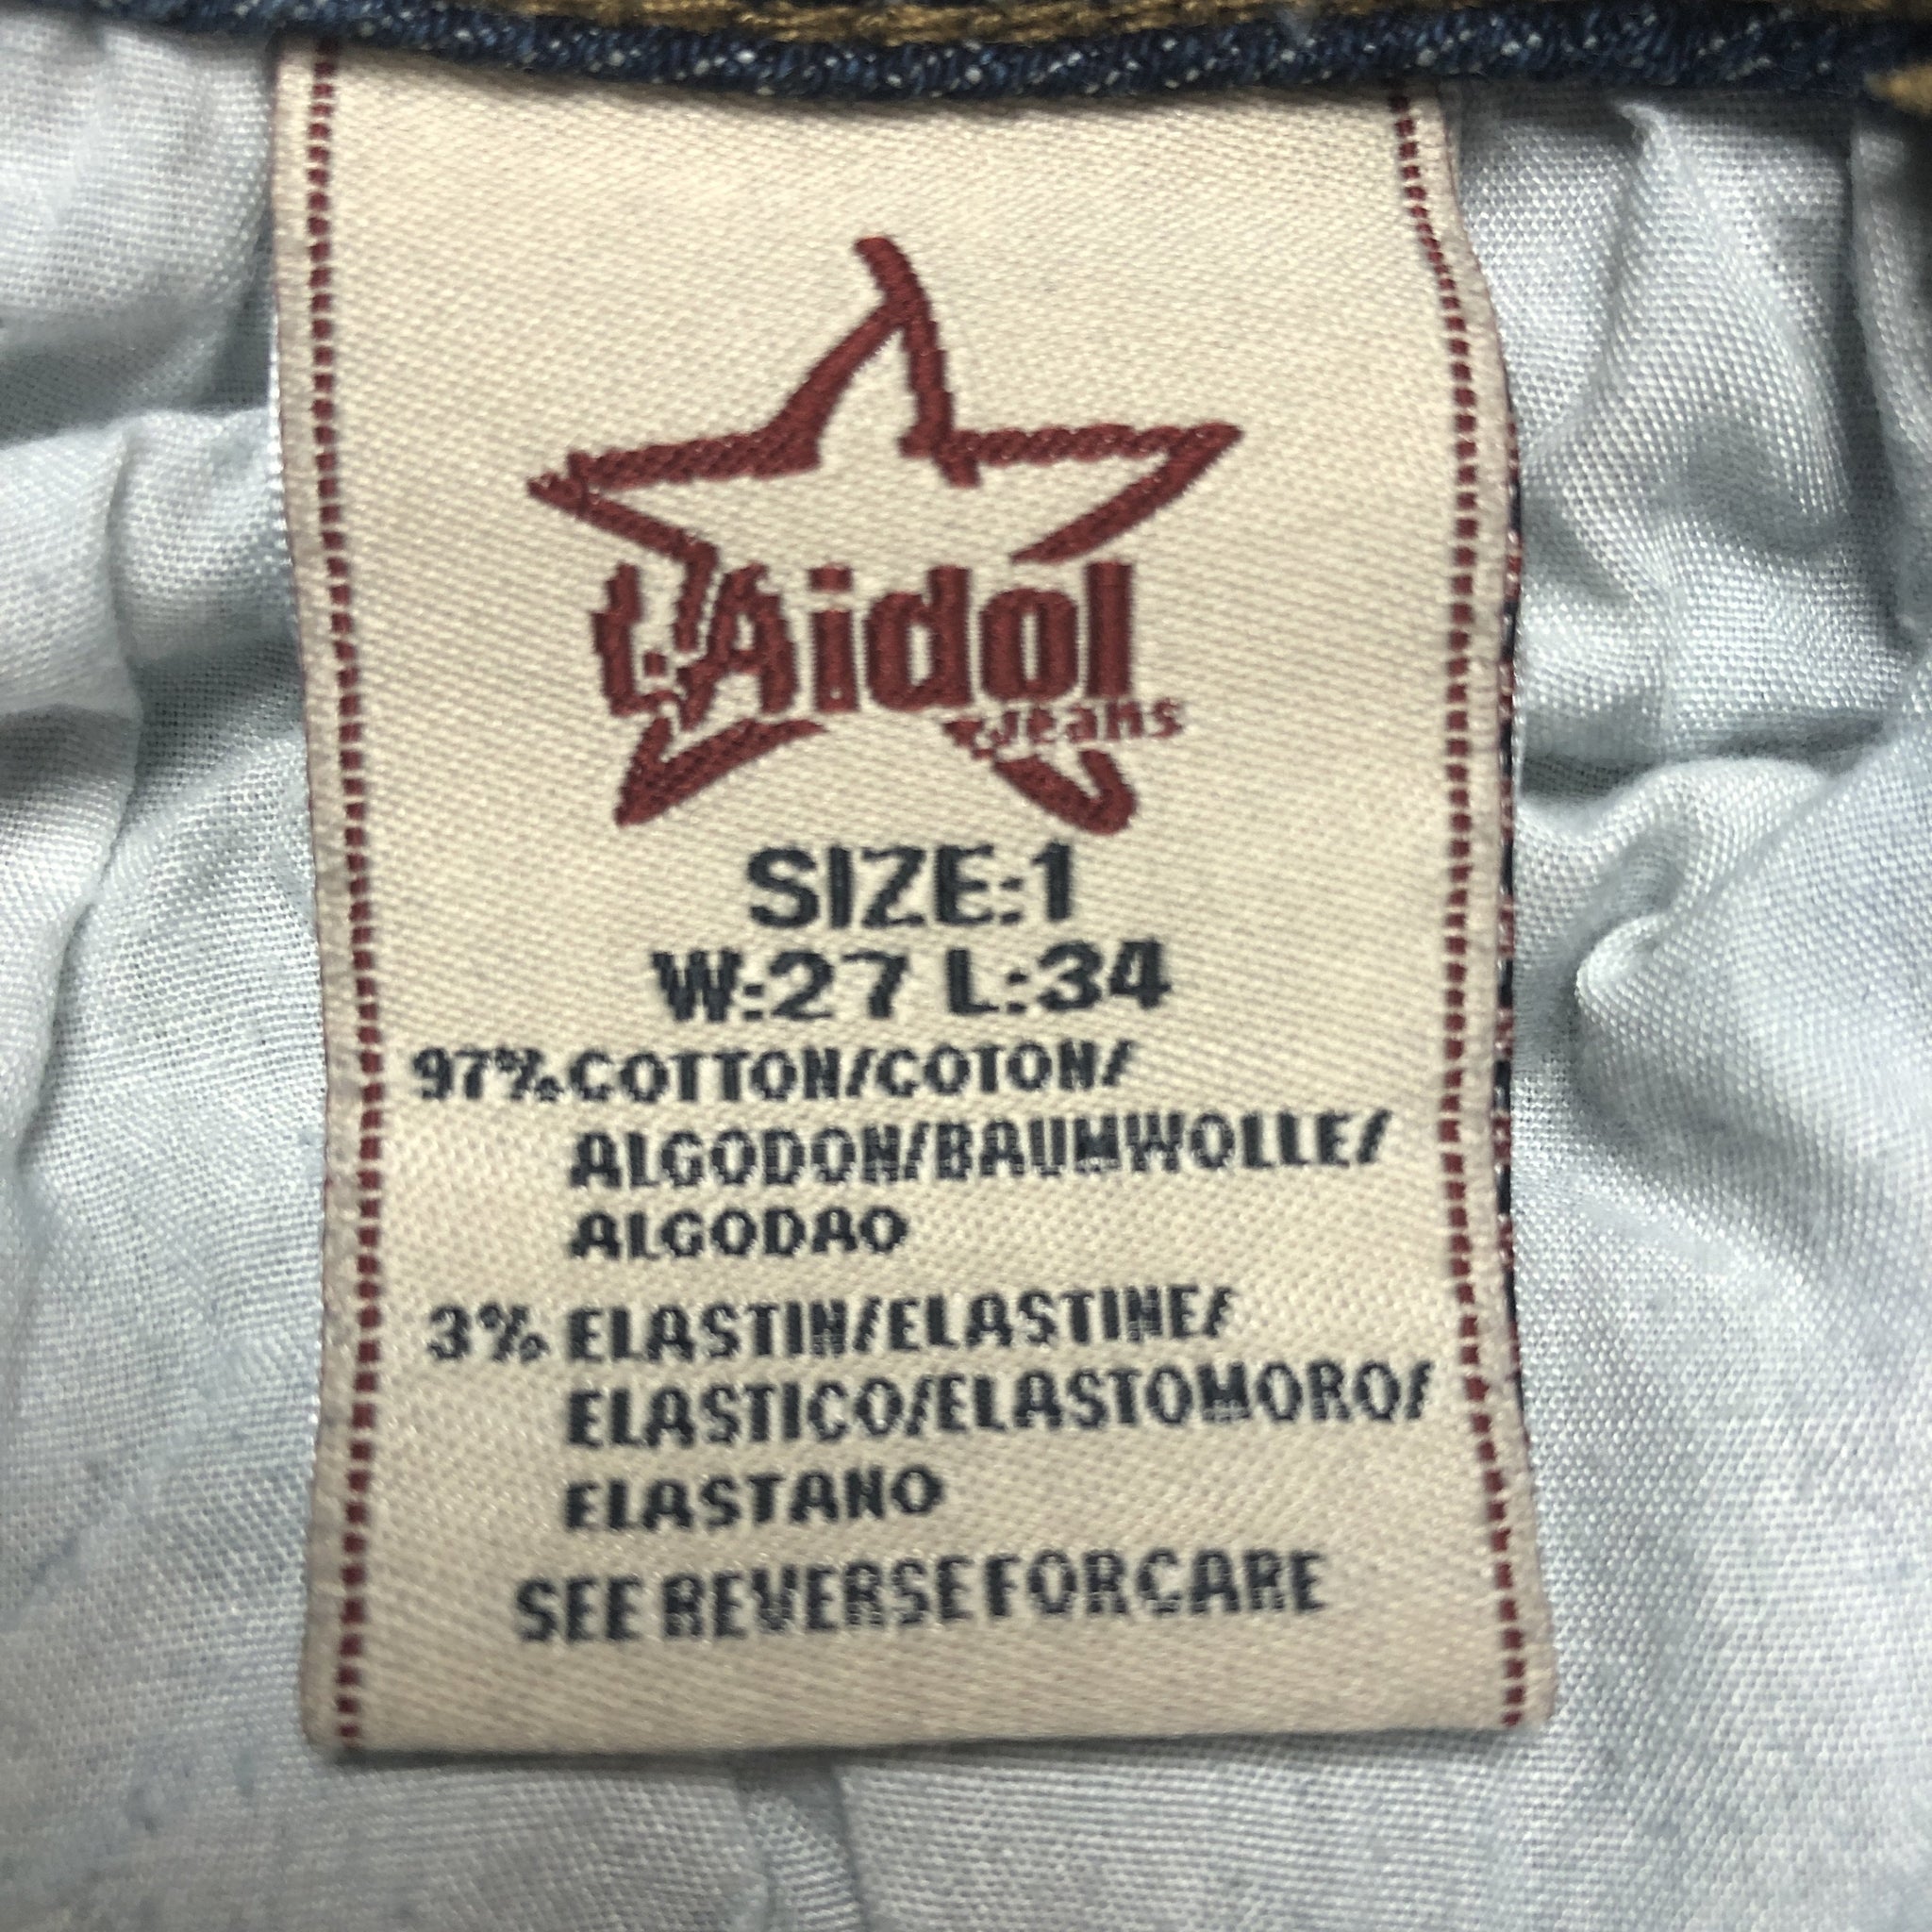 L.A idol
Jeans
SIZE:1
W:27 L:34
97% COTTON/COTON/
ALGODON/BAUMWOLLE/
ALGODAO
3% ELASTIN/ELASTINE/
ELASTICO/ELASTOMORO/
ELASTANO
SEE REVERSE FOR CARE